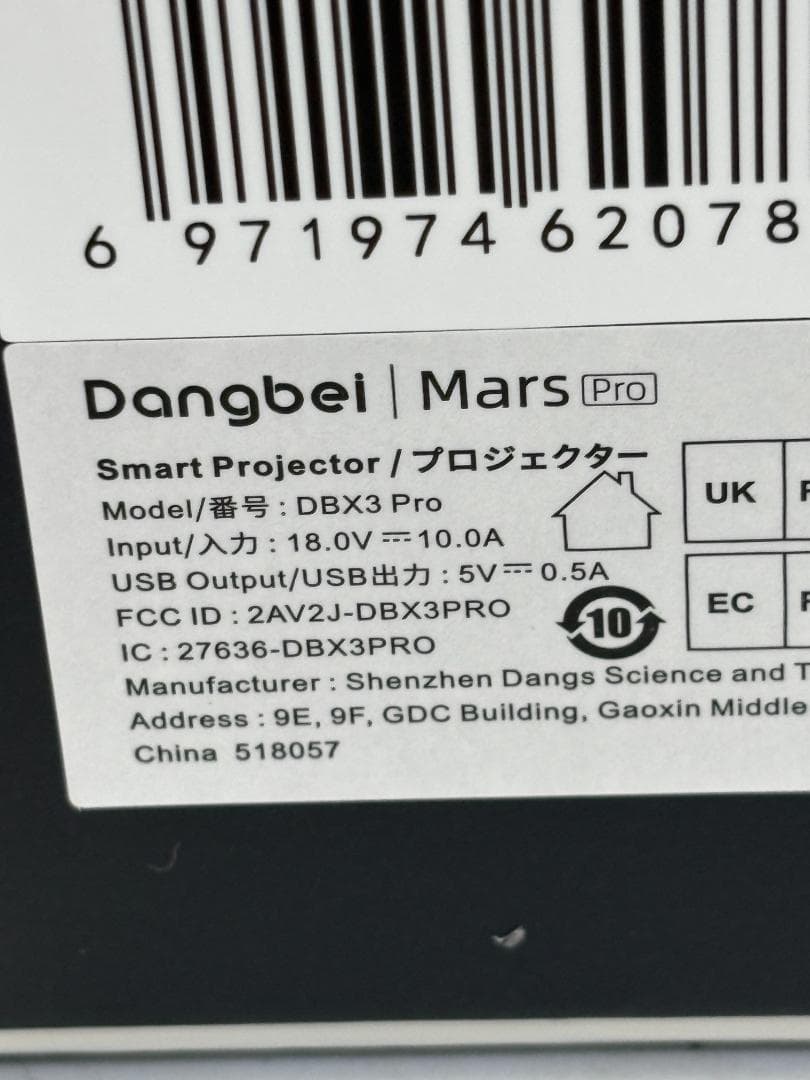 6 971974 62078
Dangbei | Mars Pro
Smart Projector / プロジェクター
Model/番号 : DBX3 Pro
Input/入力 : 18.0V ⎓ 10.0A
USB Output/USB出力 : 5V ⎓ 0.5A
FCC ID : 2AV2J-DBX3PRO
IC : 27636-DBX3PRO
Manufacturer : Shenzhen Dangs Science and
Address : 9E, 9F, GDC Building, Gaoxin Middle
China 518057
10
UK
EC